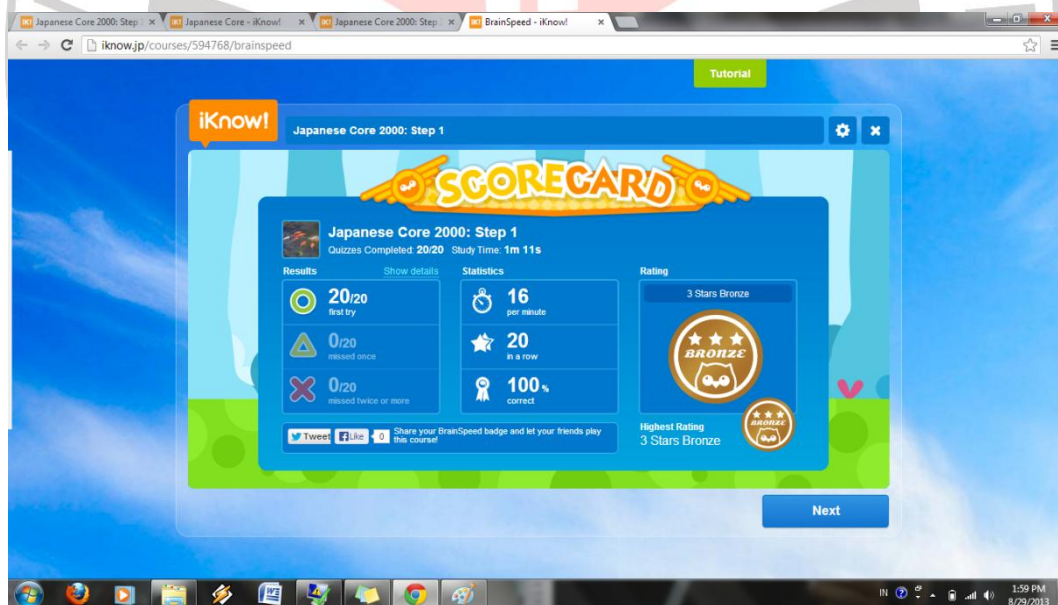 Japanese Core 2000: Step
Japanese Core - iKnow!
Japanese Core 2000: Step
BrainSpeed - iKnow!
iknow.jp/courses/594768/brainspeed
Tutorial
iKnow!
Japanese Core 2000: Step 1
SCORECARD
Japanese Core 2000: Step 1
Quizzes Completed: 20/20 Study Time: 1m 11s
Results Show details Statistics Rating
20/20
first try
0/20
missed once
0/20
missed twice or more
16
per minute
20
in a row
100%
correct
3 Stars Bronze
BRONZE
Tweet Like 0
Share your BrainSpeed badge and let your friends play
this course!
Highest Rating
3 Stars Bronze
BRONZE
Next
IN
1:59 PM
8/29/2013